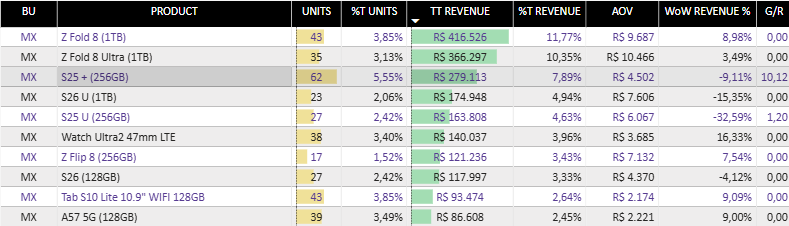 BU PRODUCT UNITS %T UNITS TT REVENUE %T REVENUE AOV WoW REVENUE % G/R
MX Z Fold 8 (1TB) 43 3,85% R$ 416.526 11,77% R$ 9.687 8,98% 0,00
MX Z Fold 8 Ultra (1TB) 35 3,13% R$ 366.297 10,35% R$ 10.466 3,49% 0,00
MX S25 + (256GB) 62 5,55% R$ 279.113 7,89% R$ 4.502 -9,11% 10,12
MX S26 U (1TB) 23 2,06% R$ 174.948 4,94% R$ 7.606 -15,35% 0,00
MX S25 U (256GB) 27 2,42% R$ 163.808 4,63% R$ 6.067 -32,59% 1,20
MX Watch Ultra2 47mm LTE 38 3,40% R$ 140.037 3,96% R$ 3.685 16,33% 0,00
MX Z Flip 8 (256GB) 17 1,52% R$ 121.236 3,43% R$ 7.132 7,54% 0,00
MX S26 (128GB) 27 2,42% R$ 117.997 3,33% R$ 4.370 -4,12% 0,00
MX Tab S10 Lite 10.9" WIFI 128GB 43 3,85% R$ 93.474 2,64% R$ 2.174 9,09% 0,00
MX A57 5G (128GB) 39 3,49% R$ 86.608 2,45% R$ 2.221 9,00% 0,00